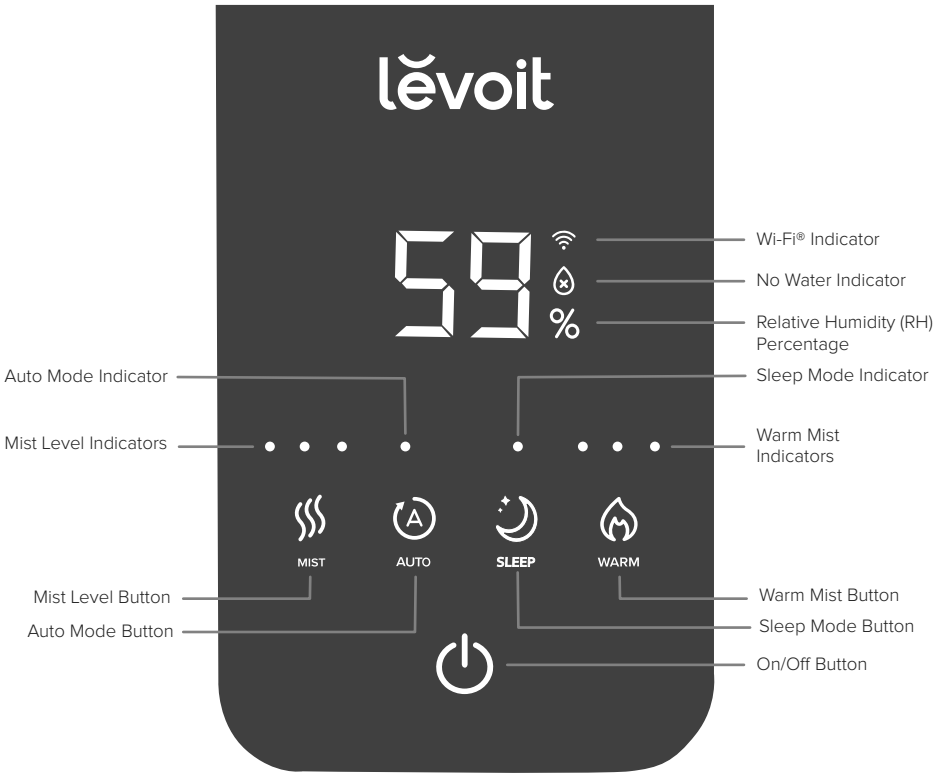 lĕvoit
59
Wi-Fi® Indicator
No Water Indicator
%
Relative Humidity (RH)
Percentage
Auto Mode Indicator
Sleep Mode Indicator
Mist Level Indicators
Warm Mist
Indicators
A
MIST
AUTO
SLEEP
WARM
Mist Level Button
Warm Mist Button
Auto Mode Button
Sleep Mode Button
On/Off Button